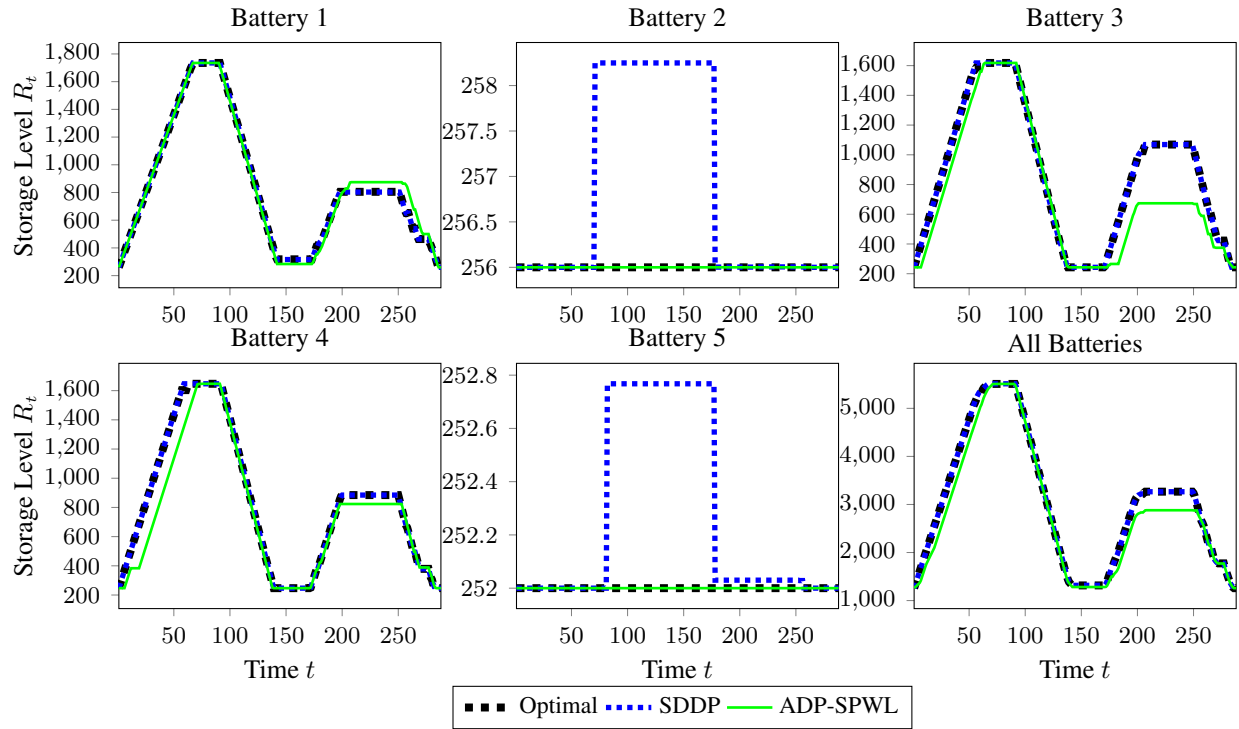 Battery 1
Battery 2
Battery 3
Storage Level R_t
1,800
1,600
1,400
1,200
1,000
800
600
400
200
50 100 150 200 250
258
257.5
257
256.5
256
50 100 150 200 250
1,600
1,400
1,200
1,000
800
600
400
200
50 100 150 200 250
Battery 4
Battery 5
All Batteries
Storage Level R_t
1,600
1,400
1,200
1,000
800
600
400
200
50 100 150 200 250
Time t
252.8
252.6
252.4
252.2
252
50 100 150 200 250
Time t
5,000
4,000
3,000
2,000
1,000
50 100 150 200 250
Time t
Optimal SDDP ADP-SPWL